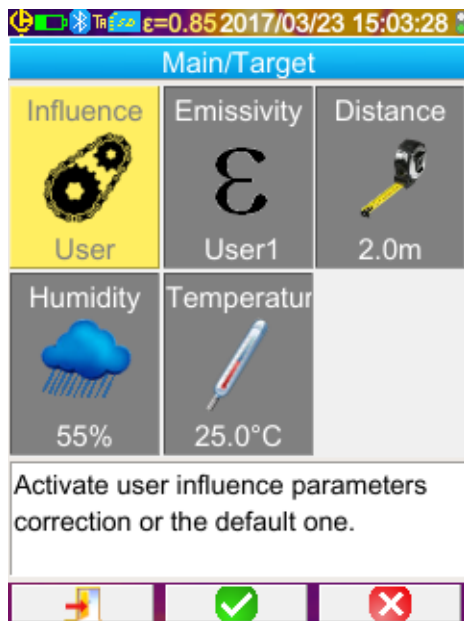 ε=0.85 2017/03/23 15:03:28
Main/Target
Influence Emissivity Distance
ε
User User1 2.0m
Humidity Temperatur
55% 25.0°C
Activate user influence parameters
correction or the default one.